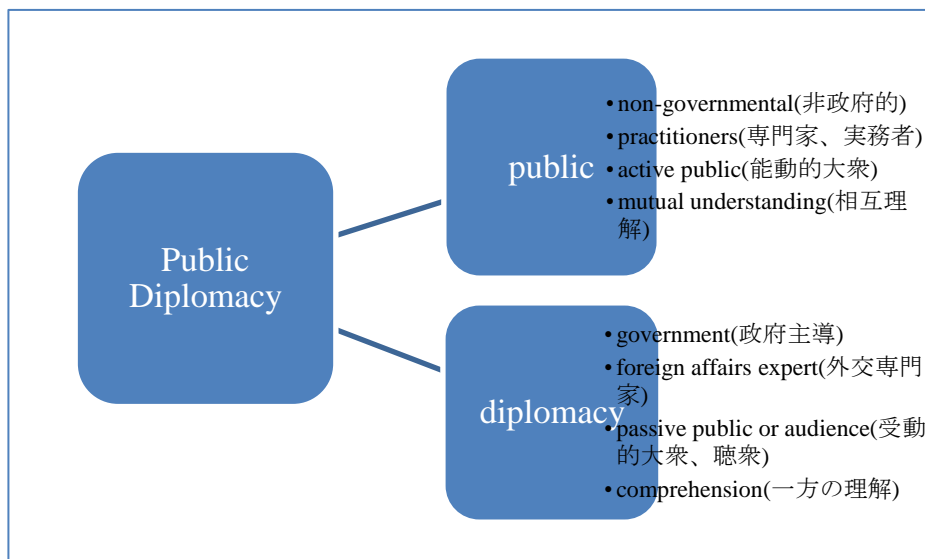 Public
Diplomacy
public
•non-governmental(非政府的)
•practitioners(専門家、実務者)
•active public(能動的大衆)
•mutual understanding(相互理
解)
diplomacy
•government(政府主導)
•foreign affairs expert(外交専門
家)
•passive public or audience(受動
的大衆、聴衆)
•comprehension(一方の理解)